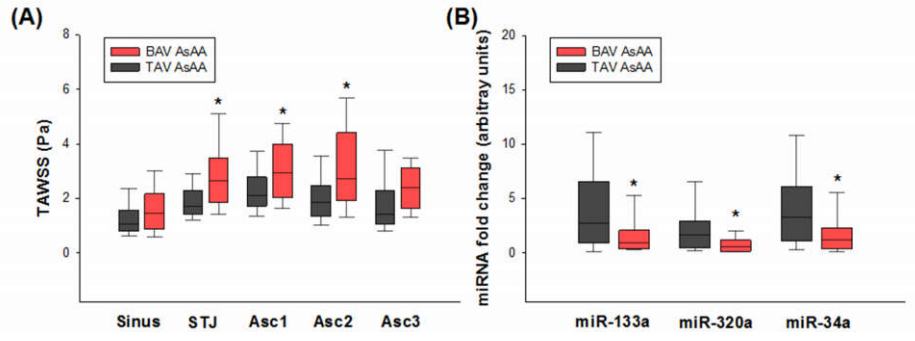 (A)
(B)
TAWSS (Pa)
8
6
4
2
0
BAV AsAA
TAV AsAA
*
*
*
Sinus
STJ
Asc1
Asc2
Asc3
miRNA fold change (arbitray units)
20
15
10
5
0
BAV AsAA
TAV AsAA
*
*
*
miR-133a
miR-320a
miR-34a